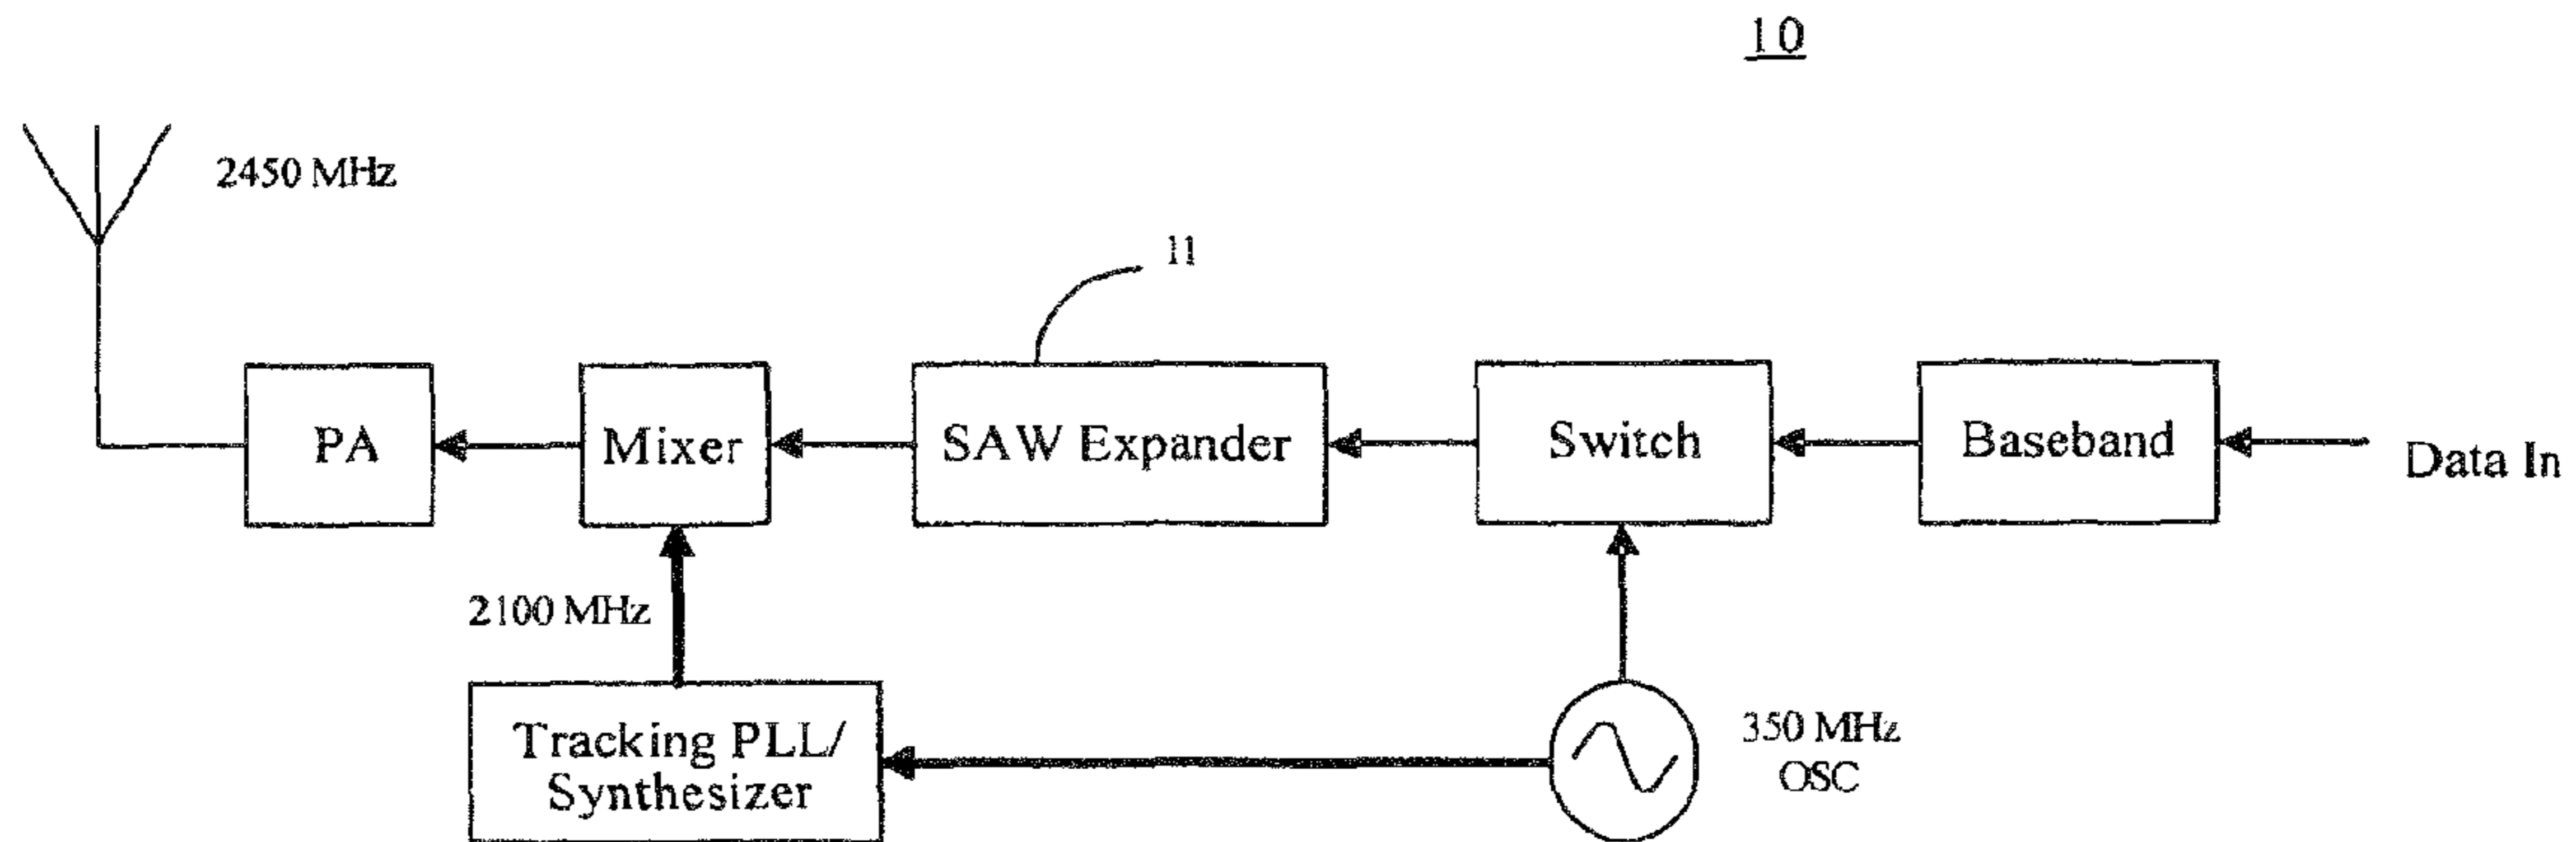 10
2450 MHz
11
PA
Mixer
SAW Expander
Switch
Baseband
Data In
2100 MHz
Tracking PLL/
Synthesizer
350 MHz
OSC